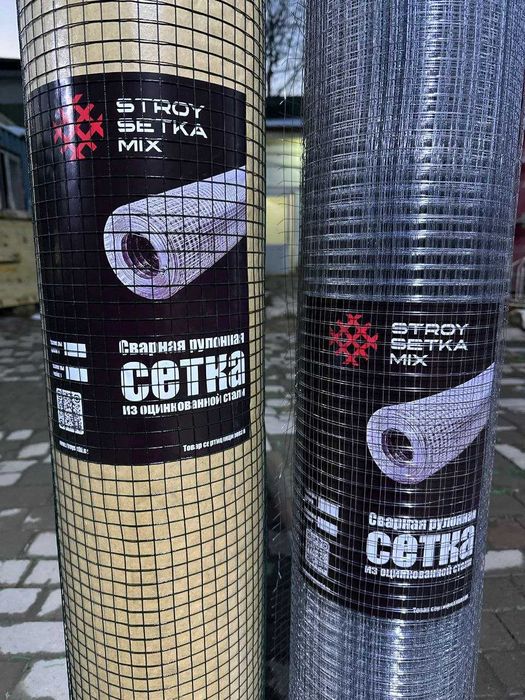 STROY
SETKA
MIX
Сварная рулонная
сетка
из оцинкованной стали
STROY
SETKA
MIX
Сварная рулонная
сетка
из оцинкованной стали